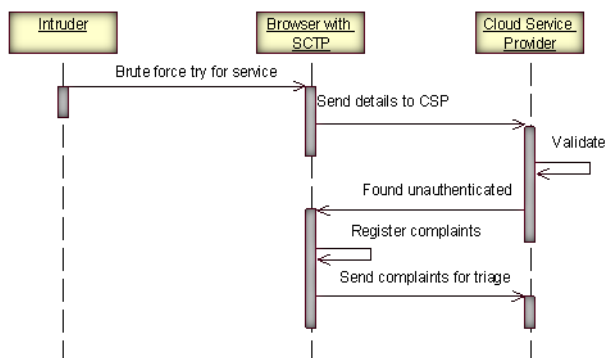 Intruder
Browser with
SCTP
Cloud Service
Provider
Brute force try for service
Send details to CSP
Validate
Found unauthenticated
Register complaints
Send complaints for triage